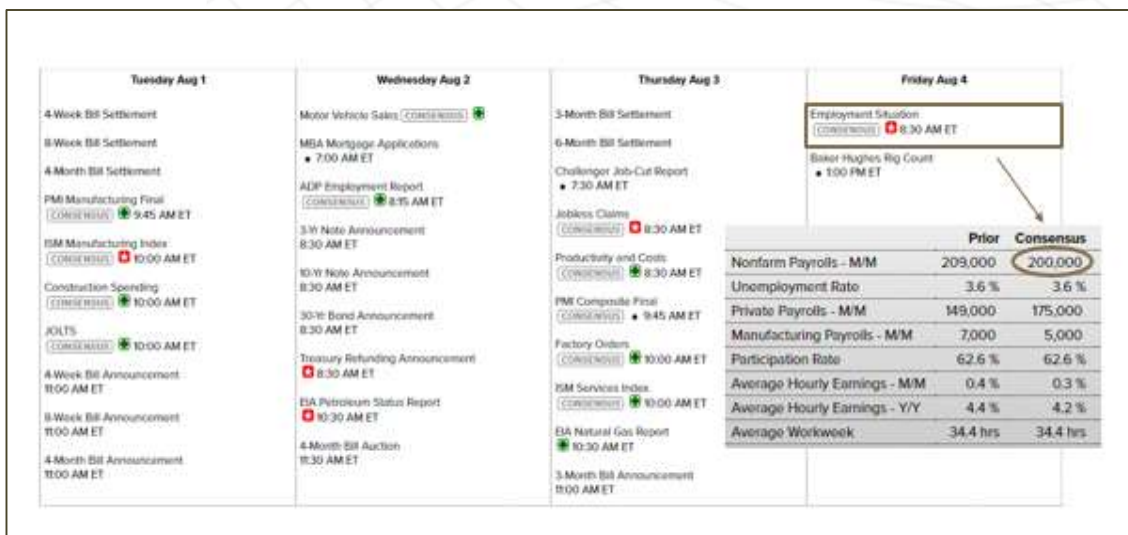 Tuesday Aug 1
4-Week Bill Settlement
8-Week Bill Settlement
4-Month Bill Settlement
PMI Manufacturing Final
CONSENSUS 9:45 AM ET
ISM Manufacturing Index
CONSENSUS 10:00 AM ET
Construction Spending
CONSENSUS 10:00 AM ET
JOLTS
CONSENSUS 10:00 AM ET
4-Week Bill Announcement
11:00 AM ET
8-Week Bill Announcement
11:00 AM ET
4-Month Bill Announcement
11:00 AM ET
Wednesday Aug 2
Motor Vehicle Sales CONSENSUS
MBA Mortgage Applications
• 7:00 AM ET
ADP Employment Report
CONSENSUS 8:15 AM ET
3-Yr Note Announcement
8:30 AM ET
10-Yr Note Announcement
8:30 AM ET
30-Yr Bond Announcement
8:30 AM ET
Treasury Refunding Announcement
8:30 AM ET
EIA Petroleum Status Report
10:30 AM ET
4-Month Bill Auction
11:30 AM ET
Thursday Aug 3
3-Month Bill Settlement
6-Month Bill Settlement
Challenger Job-Cut Report
• 7:30 AM ET
Jobless Claims
CONSENSUS 8:30 AM ET
Productivity and Costs
CONSENSUS 8:30 AM ET
PMI Composite Final
CONSENSUS • 9:45 AM ET
Factory Orders
CONSENSUS 10:00 AM ET
ISM Services Index
CONSENSUS 10:00 AM ET
EIA Natural Gas Report
10:30 AM ET
3-Month Bill Announcement
11:00 AM ET
Friday Aug 4
Employment Situation
CONSENSUS 8:30 AM ET
Baker Hughes Rig Count
• 1:00 PM ET
Prior Consensus
Nonfarm Payrolls - M/M 209,000 200,000
Unemployment Rate 3.6 % 3.6 %
Private Payrolls - M/M 149,000 175,000
Manufacturing Payrolls - M/M 7,000 5,000
Participation Rate 62.6 % 62.6 %
Average Hourly Earnings - M/M 0.4 % 0.3 %
Average Hourly Earnings - Y/Y 4.4 % 4.2 %
Average Workweek 34.4 hrs 34.4 hrs